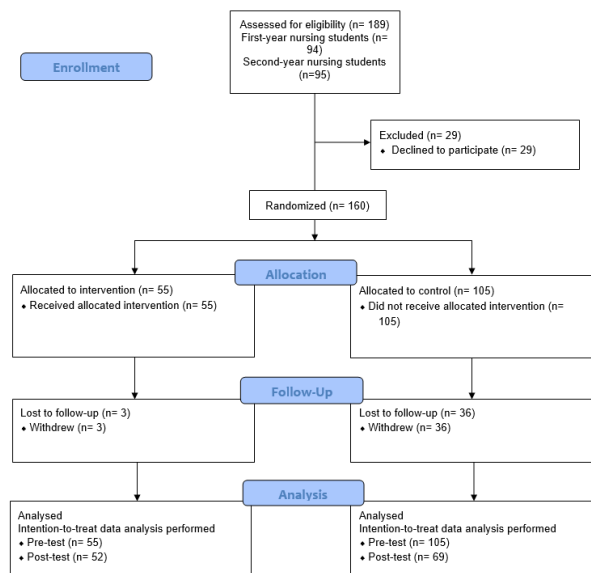 Assessed for eligibility (n= 189)
First-year nursing students (n=
94)
Second-year nursing students
(n=95)
Enrollment
Excluded (n= 29)
⬥ Declined to participate (n= 29)
Randomized (n= 160)
Allocation
Allocated to intervention (n= 55)
⬥ Received allocated intervention (n= 55)
Allocated to control (n= 105)
⬥ Did not receive allocated intervention (n=
105)
Follow-Up
Lost to follow-up (n= 3)
⬥ Withdrew (n= 3)
Lost to follow-up (n= 36)
⬥ Withdrew (n= 36)
Analysis
Analysed
Intention-to-treat data analysis performed
⬥ Pre-test (n= 55)
⬥ Post-test (n= 52)
Analysed
Intention-to-treat data analysis performed
⬥ Pre-test (n= 105)
⬥ Post-test (n= 69)